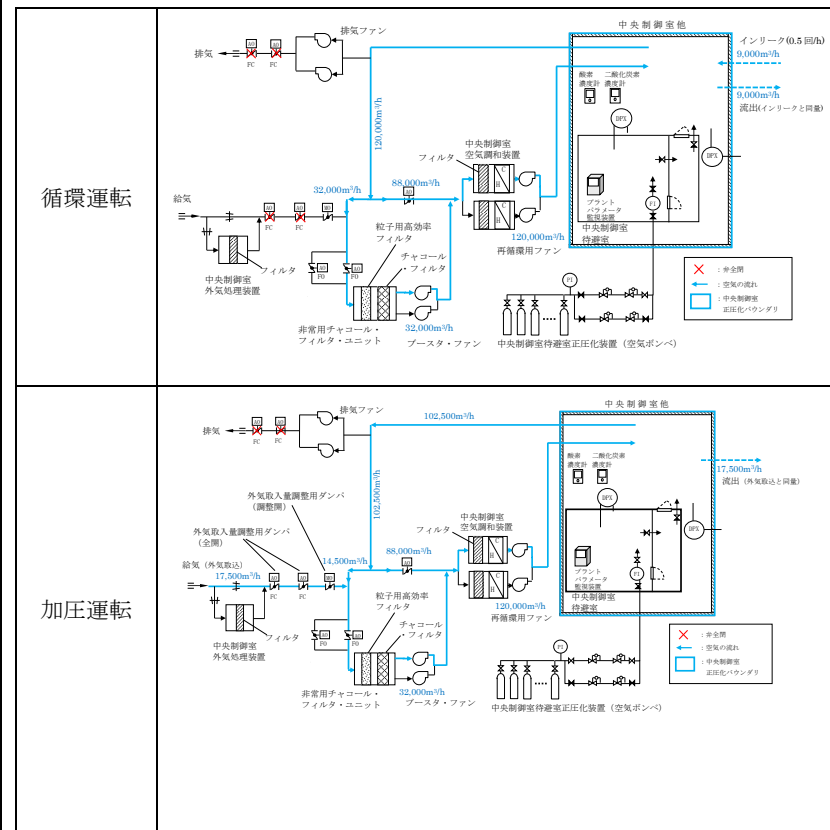 循環運転
中央制御室他
排気ファン
排気
AO
AO
FC
FC
インリーク(0.5 回/h)
9,000m³/h
9,000m³/h
流出(インリークと同量)
酸素
濃度計
二酸化炭素
濃度計
DPX
DPX
120,000m³/h
中央制御室
空気調和装置
フィルタ
給気
32,000m³/h
88,000m³/h
AO
AO
AO
MO
FC
FC
C
H
C
H
プラント
パラメータ
監視装置
FI
中央制御室
待避室
粒子用高効率
フィルタ
チャコール
・フィルタ
120,000m³/h
再循環用ファン
フィルタ
中央制御室
外気処理装置
AO
FO
AO
FO
PI
32,000m³/h
非常用チャコール・
フィルタ・ユニット
ブースタ・ファン
中央制御室待避室正圧化装置(空気ボンベ)
:弁全閉
:空気の流れ
:中央制御室
正圧化バウンダリ
加圧運転
中央制御室他
排気ファン
102,500m³/h
排気
AO
AO
FC
FC
17,500m³/h
流出(外気取込と同量)
酸素
濃度計
二酸化炭素
濃度計
DPX
DPX
102,500m³/h
外気取入量調整用ダンパ
(調整開)
外気取入量調整用ダンパ
(全開)
中央制御室
空気調和装置
フィルタ
給気(外気取込)
17,500m³/h
14,500m³/h
88,000m³/h
AO
AO
AO
MO
FC
FC
C
H
C
H
プラント
パラメータ
監視装置
FI
中央制御室
待避室
粒子用高効率
フィルタ
チャコール
・フィルタ
120,000m³/h
再循環用ファン
フィルタ
中央制御室
外気処理装置
AO
FO
AO
FO
PI
32,000m³/h
非常用チャコール・
フィルタ・ユニット
ブースタ・ファン
中央制御室待避室正圧化装置(空気ボンベ)
:弁全閉
:空気の流れ
:中央制御室
正圧化バウンダリ